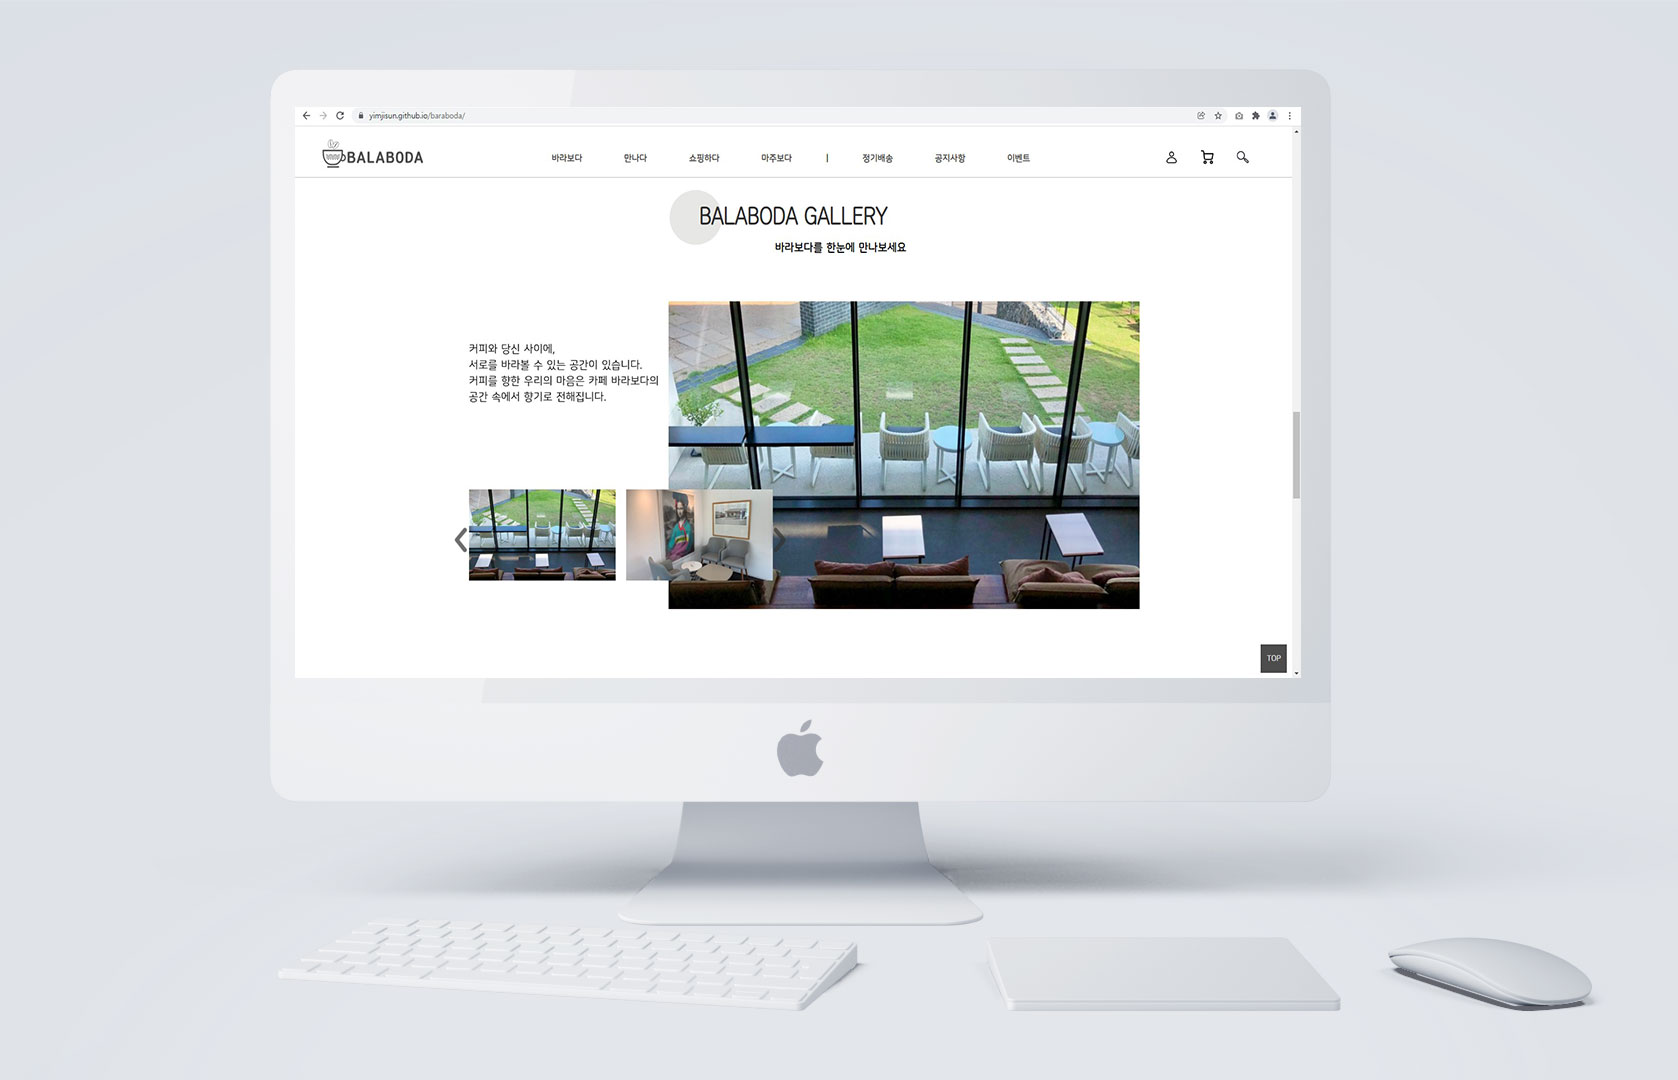 yimjisun.github.io/baraboda/
BALABODA
바라보다 만나다 쇼핑하다 마주보다 | 정기배송 공지사항 이벤트
BALABODA GALLERY
바라보다를 한눈에 만나보세요
커피와 당신 사이에,
서로를 바라볼 수 있는 공간이 있습니다.
커피를 향한 우리의 마음은 카페 바라보다의
공간 속에서 향기로 전해집니다.
TOP